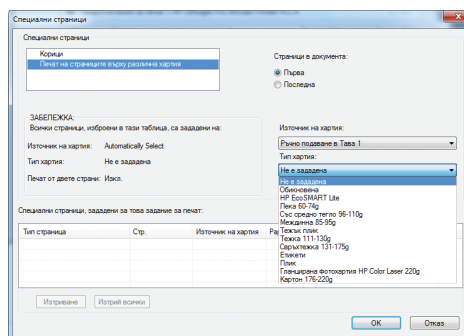 Специални страници
Специални страници
Корици
Печат на страниците върху различна хартия
Страници в документа:
Първа
Последна
ЗАБЕЛЕЖКА:
Всички страници, изброени в тази таблица, са зададени на:
Източник на хартия: Automatically Select
Тип хартия: Не е зададена
Печат от двете страни: Изкл.
Източник на хартия:
Ръчно подаване в Тава 1
Тип хартия:
Не е зададена
Не е зададена
Обикновена
HP EcoSMART Lite
Лека 60-74g
Със средно тегло 96-110g
Междинна 85-95g
Тежък плик
Тежка 111-130g
Свръхтежка 131-175g
Етикети
Плик
Гланцирана фотохартия HP Color Laser 220g
Картон 176-220g
Специални страници, зададени за това задание за печат:
Тип страница Стр. Източник на хартия
Изтриване Изтрий всички
OK Отказ